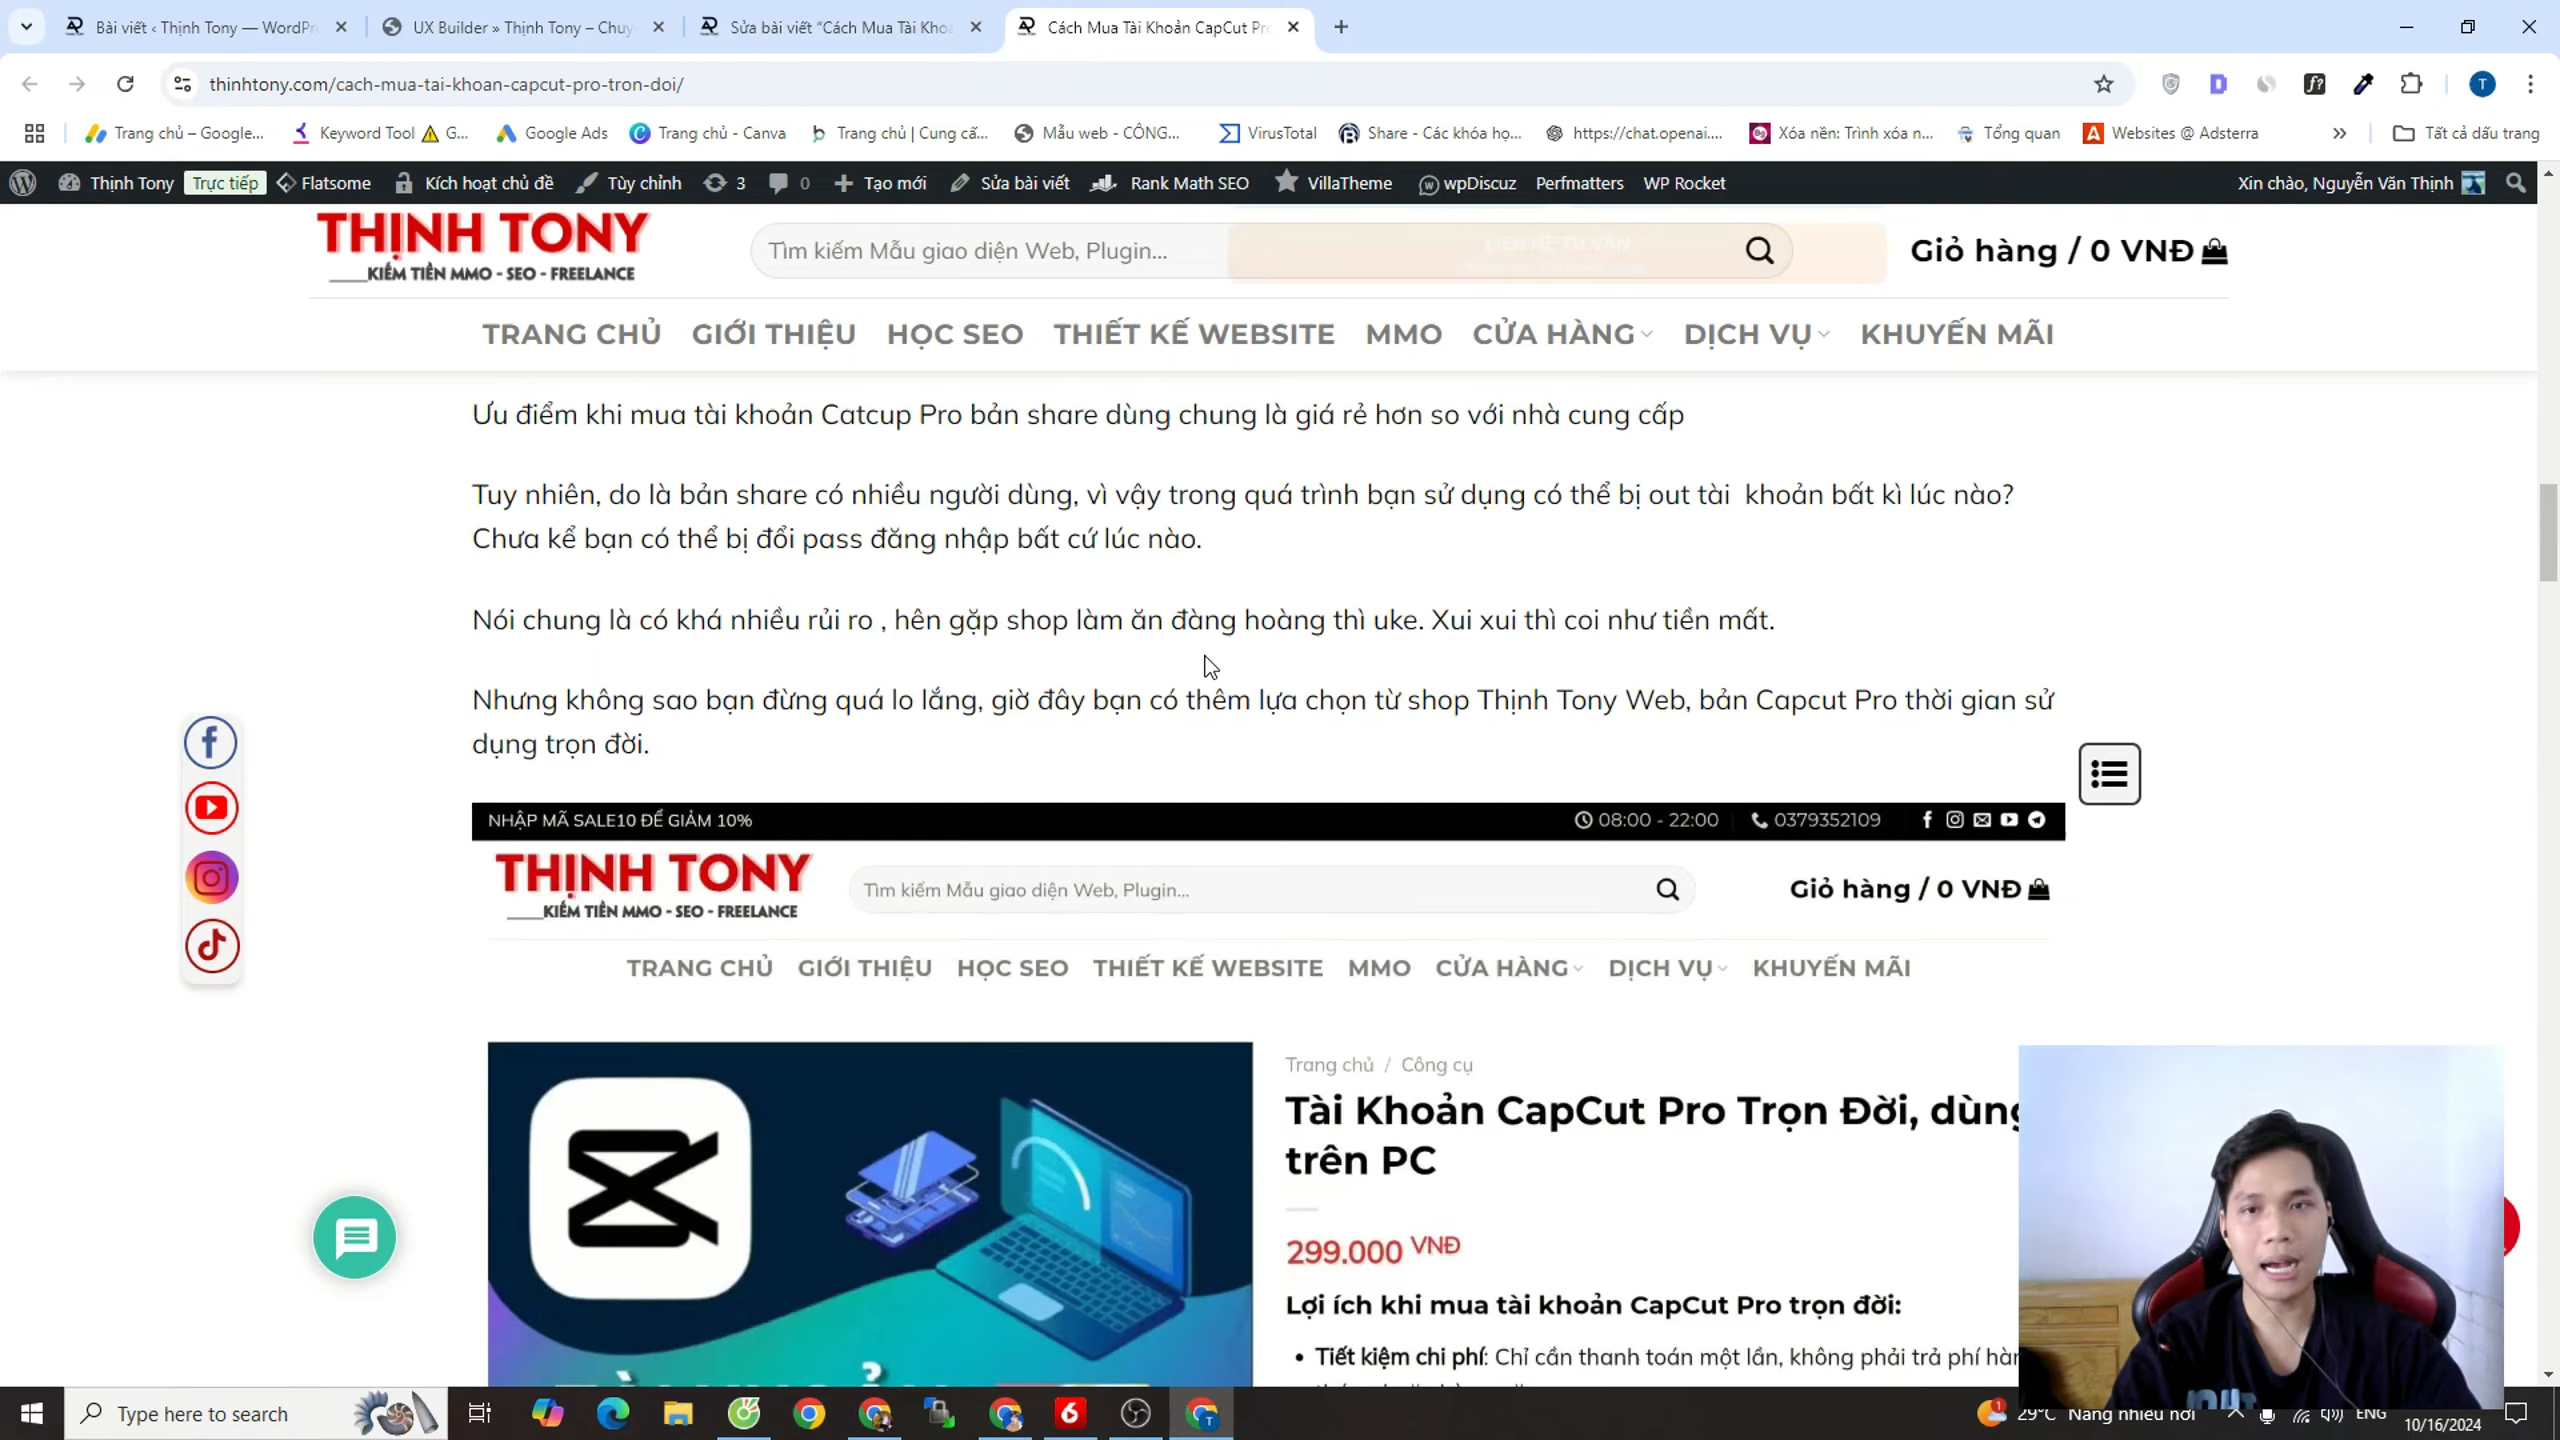 Bài viết ‹ Thịnh Tony — WordPr
UX Builder » Thịnh Tony – Chuy
Sửa bài viết “Cách Mua Tài Kho
Cách Mua Tài Khoản CapCut Pr
thinhtony.com/cach-mua-tai-khoan-capcut-pro-tron-doi/
T
Trang chủ – Google...
Keyword Tool ⚠ G...
Google Ads
Trang chủ - Canva
Trang chủ | Cung cấ...
Mẫu web - CÔNG...
VirusTotal
Share - Các khóa họ...
https://chat.openai....
Xóa nền: Trình xóa n...
Tổng quan
Websites @ Adsterra
»
Tất cả dấu trang
Thịnh Tony
Trực tiếp
Flatsome
Kích hoạt chủ đề
Tùy chỉnh
3
0
Tạo mới
Sửa bài viết
Rank Math SEO
VillaTheme
wpDiscuz
Perfmatters
WP Rocket
Xin chào, Nguyễn Văn Thịnh
THỊNH TONY
____KIẾM TIỀN MMO - SEO - FREELANCE
Tìm kiếm Mẫu giao diện Web, Plugin...
LIÊN HỆ TƯ VẤN
Giỏ hàng / 0 VNĐ
TRANG CHỦ GIỚI THIỆU HỌC SEO THIẾT KẾ WEBSITE MMO CỬA HÀNG DỊCH VỤ KHUYẾN MÃI
Ưu điểm khi mua tài khoản Catcup Pro bản share dùng chung là giá rẻ hơn so với nhà cung cấp
Tuy nhiên, do là bản share có nhiều người dùng, vì vậy trong quá trình bạn sử dụng có thể bị out tài khoản bất kì lúc nào?
Chưa kể bạn có thể bị đổi pass đăng nhập bất cứ lúc nào.
Nói chung là có khá nhiều rủi ro , hên gặp shop làm ăn đàng hoàng thì uke. Xui xui thì coi như tiền mất.
Nhưng không sao bạn đừng quá lo lắng, giờ đây bạn có thêm lựa chọn từ shop Thịnh Tony Web, bản Capcut Pro thời gian sử
dụng trọn đời.
NHẬP MÃ SALE10 ĐỂ GIẢM 10%
08:00 - 22:00
0379352109
THỊNH TONY
____KIẾM TIỀN MMO - SEO - FREELANCE
Tìm kiếm Mẫu giao diện Web, Plugin...
Giỏ hàng / 0 VNĐ
TRANG CHỦ GIỚI THIỆU HỌC SEO THIẾT KẾ WEBSITE MMO CỬA HÀNG DỊCH VỤ KHUYẾN MÃI
Trang chủ / Công cụ
Tài Khoản CapCut Pro Trọn Đời, dùng
trên PC
299.000 VNĐ
Lợi ích khi mua tài khoản CapCut Pro trọn đời:
• Tiết kiệm chi phí: Chỉ cần thanh toán một lần, không phải trả phí hàn
Type here to search
29°C Nắng nhiều nơi
ENG
10/16/2024